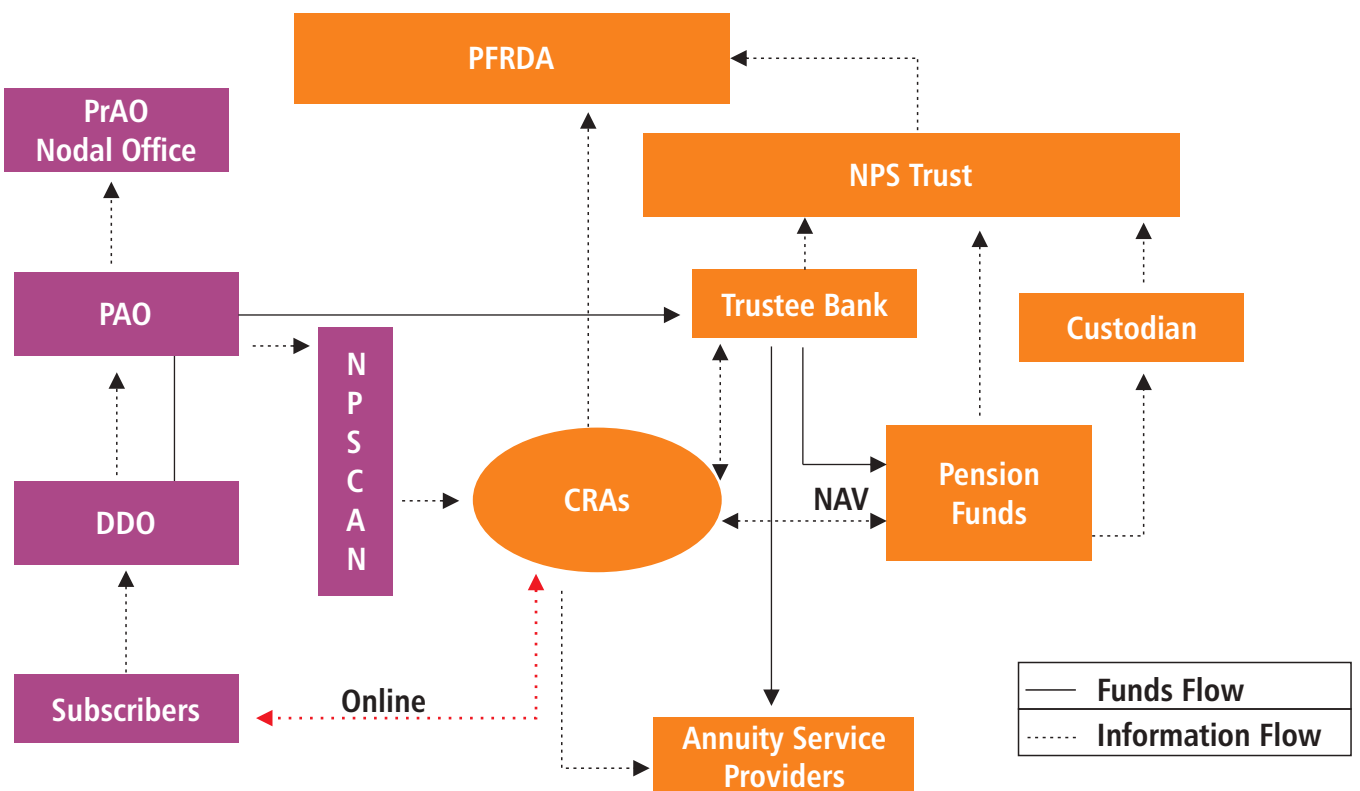 PFRDA
PrAO
Nodal Office
NPS Trust
PAO
Trustee Bank
Custodian
N
P
S
C
A
N
CRAs
NAV
Pension
Funds
DDO
Subscribers
Online
Annuity Service
Providers
Funds Flow
Information Flow